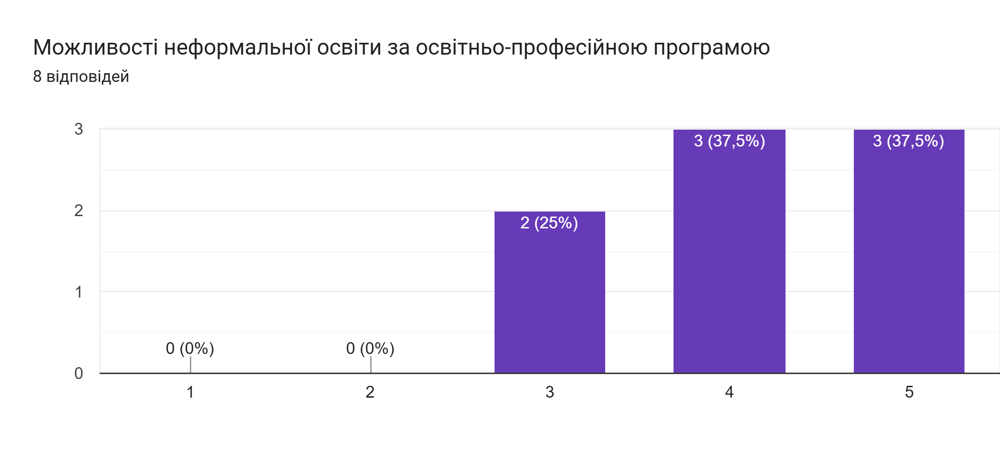 Можливості неформальної освіти за освітньо-професійною програмою
8 відповідей
3
3 (37,5%) 3 (37,5%)
2
2 (25%)
1
0 (0%) 0 (0%)
0
1 2 3 4 5